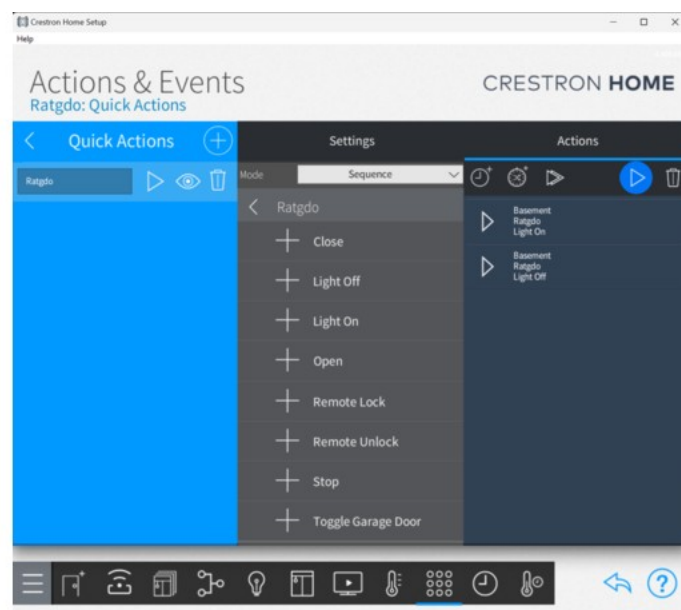 Crestron Home Setup
Help
Actions & Events
Ratgdo: Quick Actions
CRESTRON HOME
Quick Actions
Settings
Actions
Ratgdo
Mode
Sequence
Ratgdo
Close
Light Off
Light On
Open
Remote Lock
Remote Unlock
Stop
Toggle Garage Door
Basement
Ratgdo
Light On
Basement
Ratgdo
Light Off
?